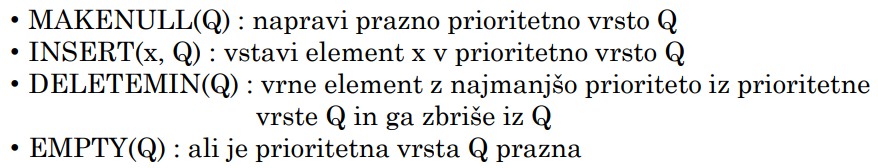 • MAKENULL(Q) : napravi prazno prioritetno vrsto Q
• INSERT(x, Q) : vstavi element x v prioritetno vrsto Q
• DELETEMIN(Q) : vrne element z najmanjšo prioriteto iz prioritetne
vrste Q in ga zbriše iz Q
• EMPTY(Q) : ali je prioritetna vrsta Q prazna